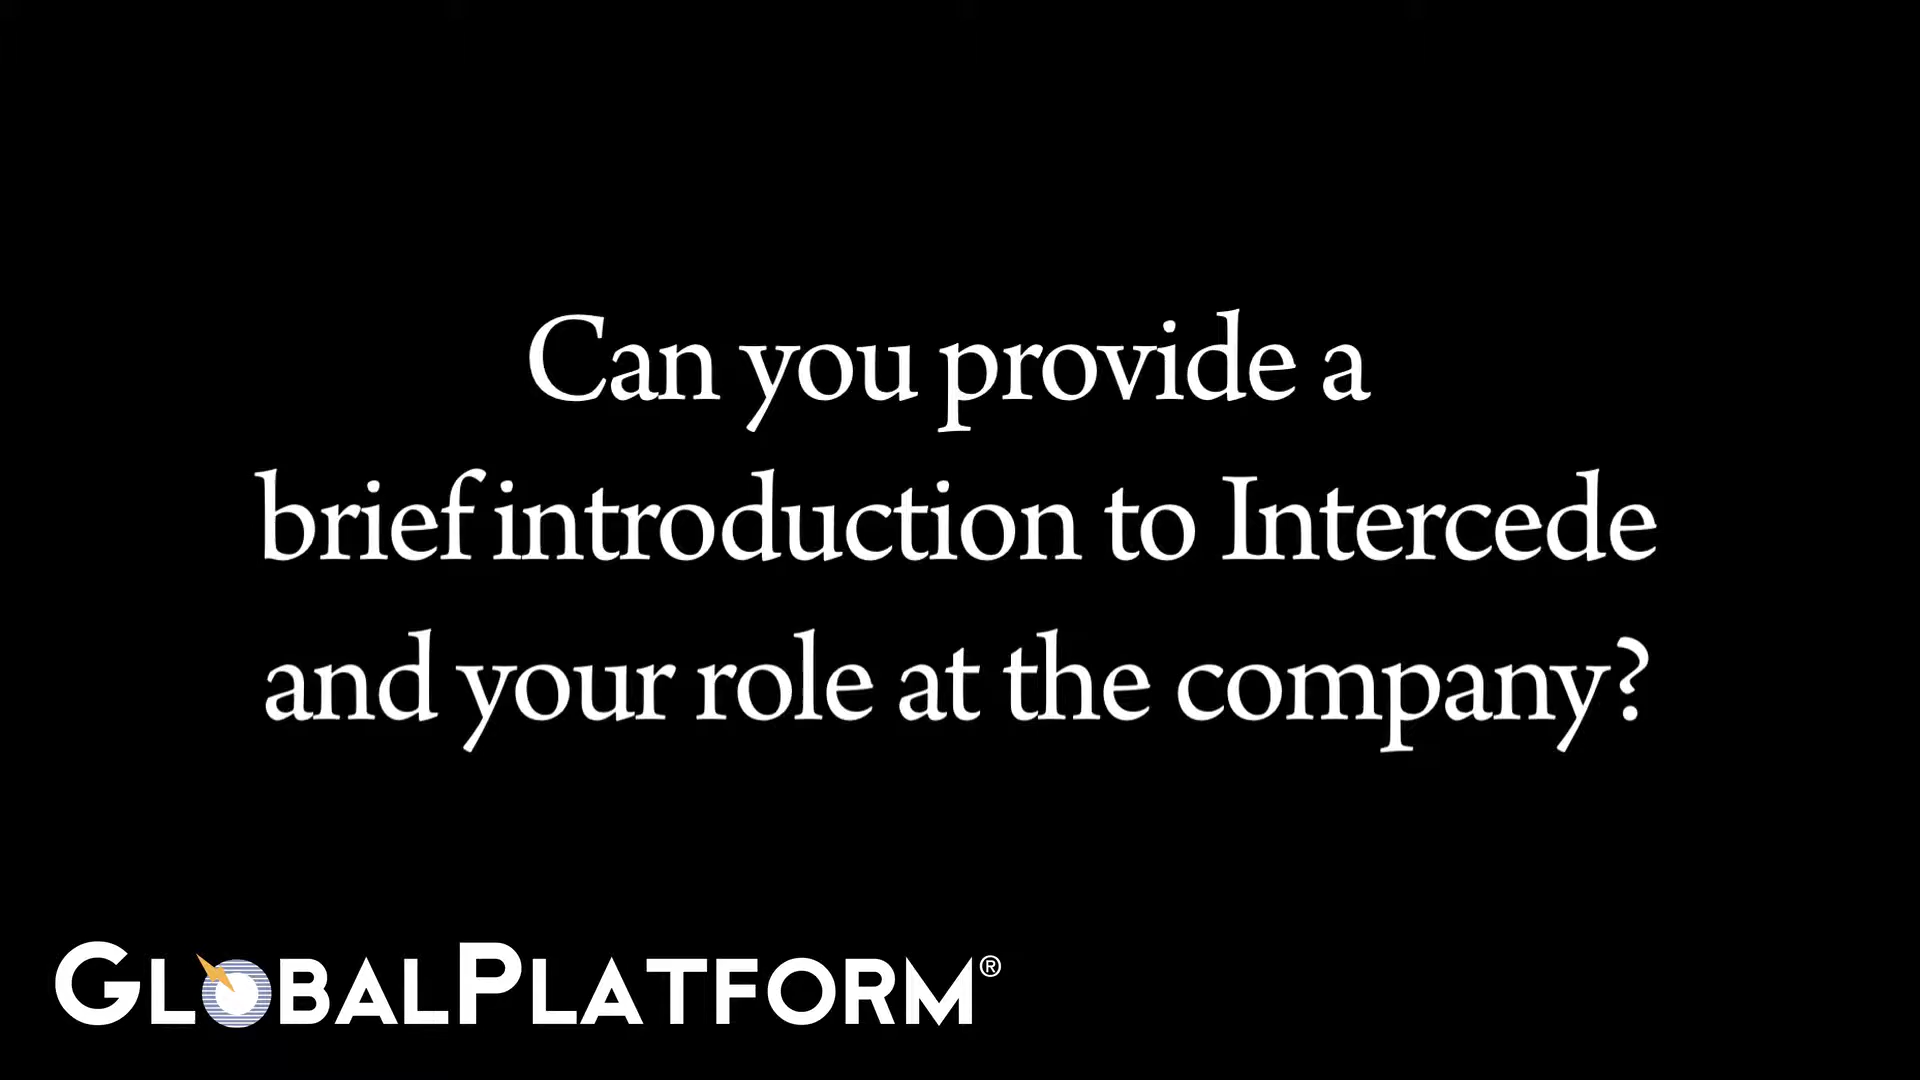 Can you provide a
brief introduction to Intercede
and your role at the company?
GLOBALPLATFORM®